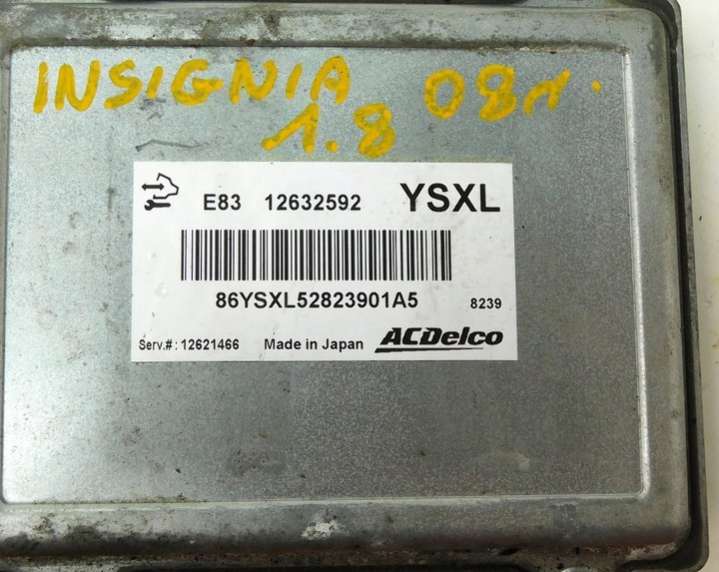 INSIGNIA 08r.
1.8
E83 12632592 YSXL
86YSXL52823901A5 8239
Serv.#: 12621466 Made in Japan ACDelco